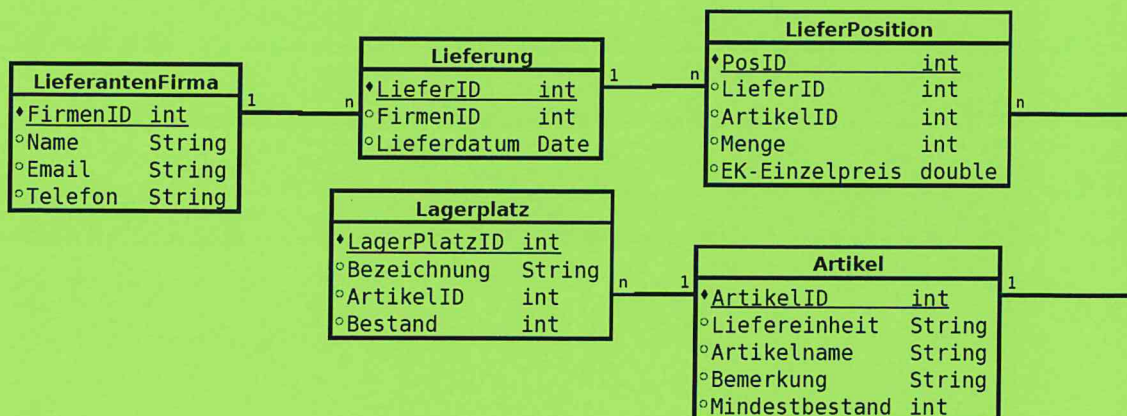 LieferantenFirma
FirmenID int
Name String
Email String
Telefon String
1
n
Lieferung
LieferID int
FirmenID int
Lieferdatum Date
1
n
LieferPosition
PosID int
LieferID int
ArtikelID int
Menge int
EK-Einzelpreis double
n
Lagerplatz
LagerPlatzID int
Bezeichnung String
ArtikelID int
Bestand int
n
1
Artikel
ArtikelID int
Liefereinheit String
Artikelname String
Bemerkung String
Mindestbestand int
1